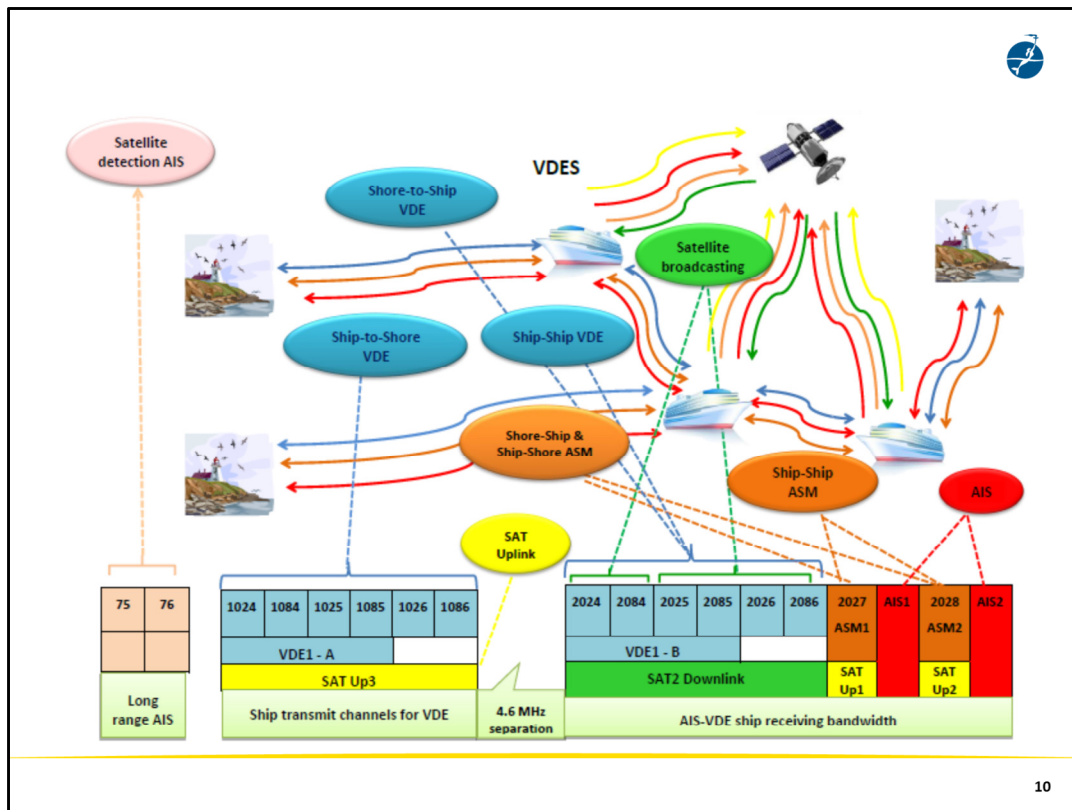 Satellite
detection AIS
VDES
Shore-to-Ship
VDE
Satellite
broadcasting
Ship-to-Shore
VDE
Ship-Ship VDE
Shore-Ship &
Ship-Shore ASM
Ship-Ship
ASM
AIS
SAT
Uplink
75 76
1024 1084 1025 1085 1026 1086
2024 2084 2025 2085 2026 2086 2027 AIS1 2028 AIS2
ASM1 ASM2
VDE1 - A
VDE1 - B
SAT Up3
SAT2 Downlink
SAT
Up1
SAT
Up2
Long
range AIS
Ship transmit channels for VDE
4.6 MHz
separation
AIS-VDE ship receiving bandwidth
10